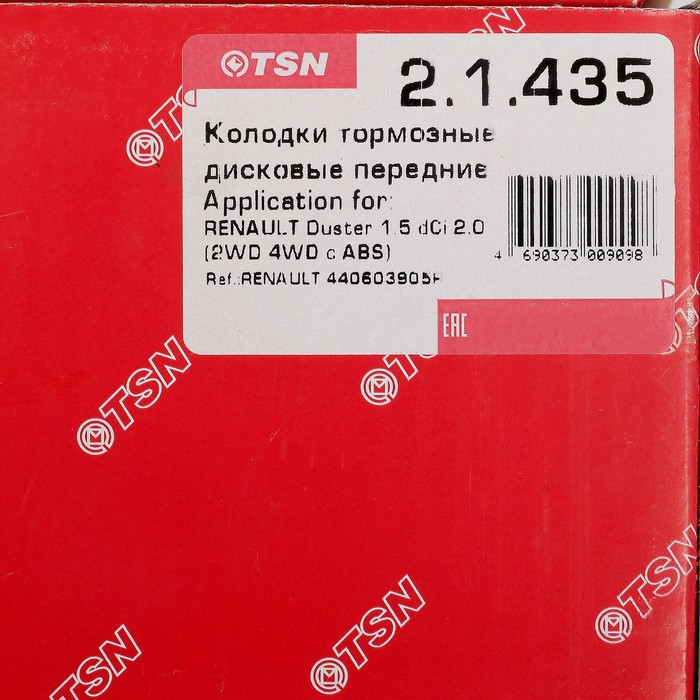 TSN
2.1.435
Колодки тормозные
дисковые передние
Application for:
RENAULT Duster 1.5 dCi 2.0
(2WD 4WD с ABS)
Ref.:RENAULT 440603905R
4 690373 009098
EAC
TSN
TSN
TSN
TSN
TSN